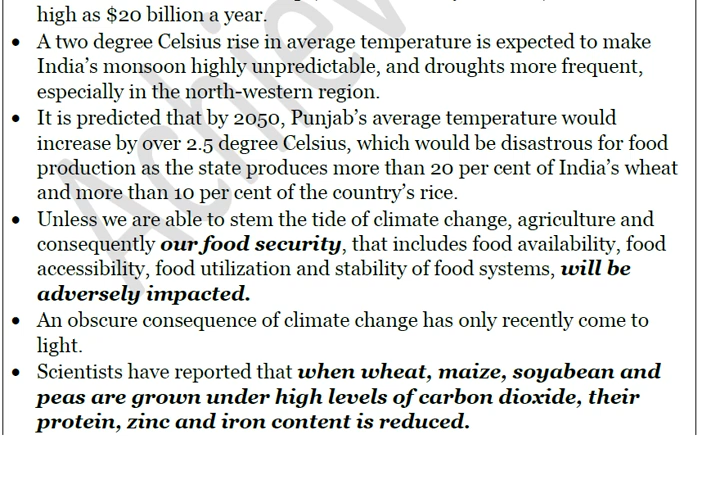 high as $20 billion a year.
• A two degree Celsius rise in average temperature is expected to make
India's monsoon highly unpredictable, and droughts more frequent,
especially in the north-western region.
• It is predicted that by 2050, Punjab's average temperature would
increase by over 2.5 degree Celsius, which would be disastrous for food
production as the state produces more than 20 per cent of India's wheat
and more than 10 per cent of the country's rice.
• Unless we are able to stem the tide of climate change, agriculture and
consequently our food security, that includes food availability, food
accessibility, food utilization and stability of food systems, will be
adversely impacted.
• An obscure consequence of climate change has only recently come to
light.
• Scientists have reported that when wheat, maize, soyabean and
peas are grown under high levels of carbon dioxide, their
protein, zinc and iron content is reduced.